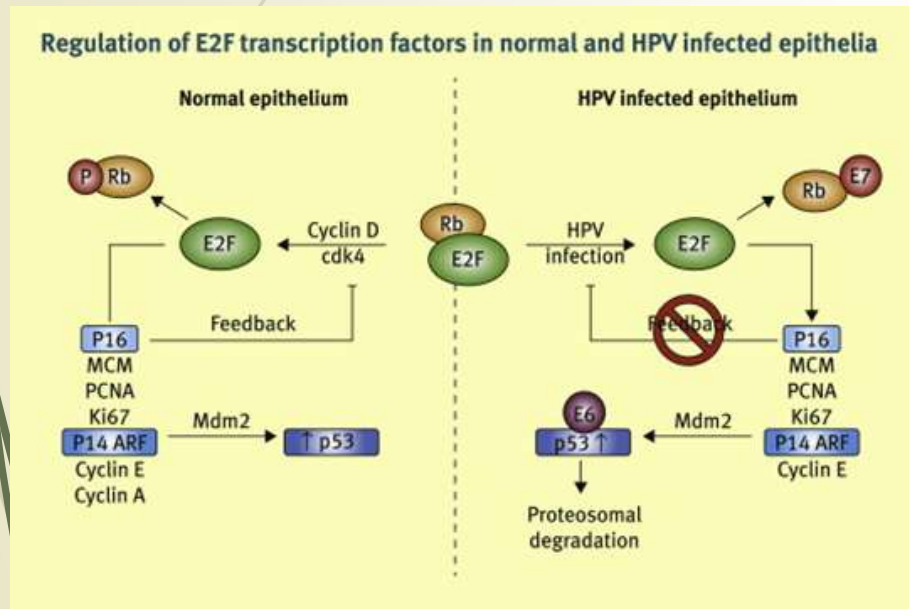 Regulation of E2F transcription factors in normal and HPV infected epithelia
Normal epithelium
P Rb
E2F
Cyclin D
cdk4
Rb
E2F
Feedback
P16
MCM
PCNA
Ki67
P14 ARF
Cyclin E
Cyclin A
Mdm2
↑ p53
HPV infected epithelium
HPV
infection
E2F
Rb E7
Feedback
P16
MCM
PCNA
Ki67
P14 ARF
Cyclin E
Mdm2
E6
p53 ↑
Proteosomal
degradation